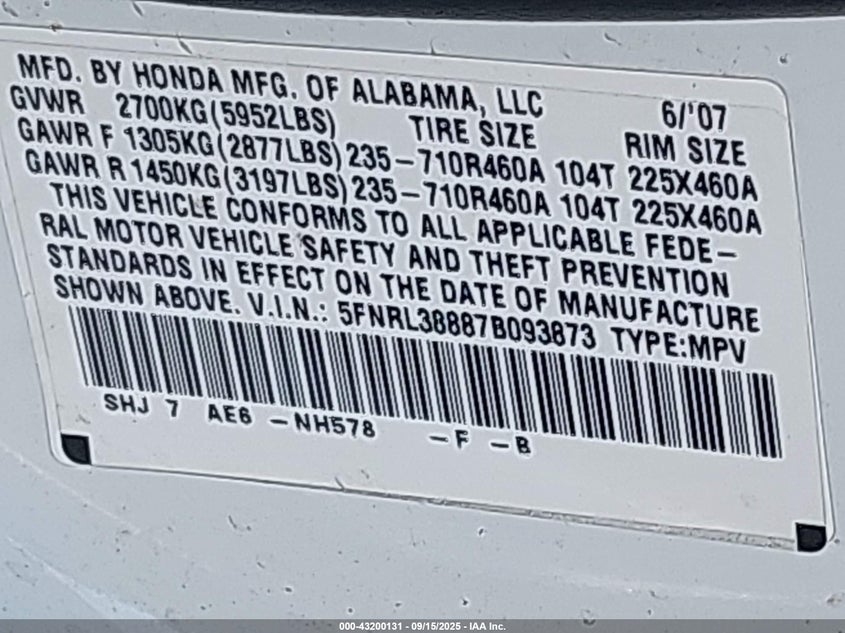 MFD. BY HONDA MFG. OF ALABAMA, LLC 6/'07
GVWR 2700KG(5952LBS) TIRE SIZE RIM SIZE
GAWR F 1305KG(2877LBS) 235-710R460A 104T 225X460A
GAWR R 1450KG(3197LBS) 235-710R460A 104T 225X460A
THIS VEHICLE CONFORMS TO ALL APPLICABLE FEDE-
RAL MOTOR VEHICLE SAFETY AND THEFT PREVENTION
STANDARDS IN EFFECT ON THE DATE OF MANUFACTURE
SHOWN ABOVE. V.I.N.: 5FNRL38887B093873 TYPE:MPV
SHJ 7 AE6 -NH578 -F -B
000-43200131 - 09/15/2025 - IAA Inc.